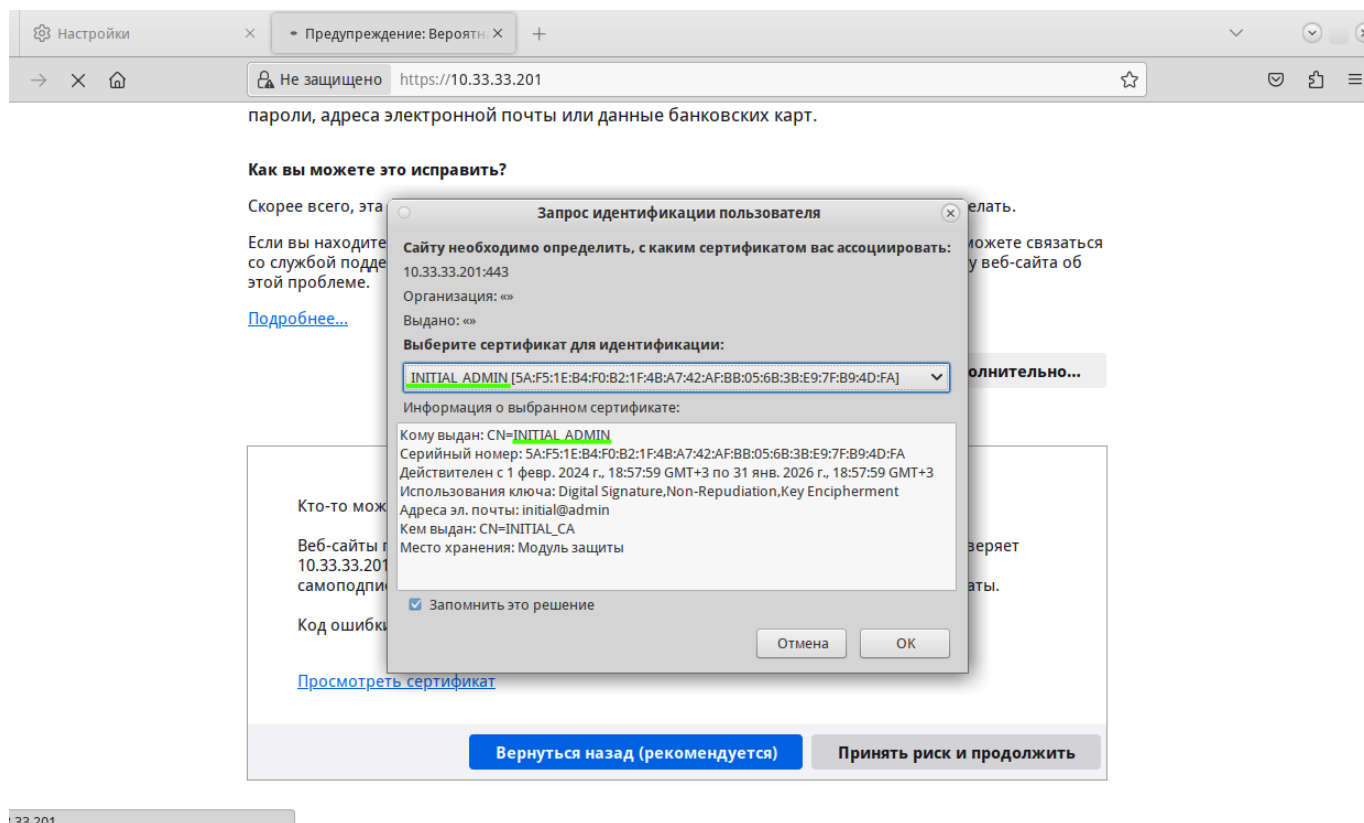 Настройки
Предупреждение: Вероятн
Не защищено https://10.33.33.201
пароли, адреса электронной почты или данные банковских карт.
Как вы можете это исправить?
Скорее всего, эта
елать.
Если вы находите
можете связаться
со службой подде
у веб-сайта об
этой проблеме.
Подробнее...
олнительно...
Запрос идентификации пользователя
Сайту необходимо определить, с каким сертификатом вас ассоциировать:
10.33.33.201:443
Организация: «»
Выдано: «»
Выберите сертификат для идентификации:
INITIAL_ADMIN [5A:F5:1E:B4:F0:B2:1F:4B:A7:42:AF:BB:05:6B:3B:E9:7F:B9:4D:FA]
Информация о выбранном сертификате:
Кому выдан: CN=INITIAL_ADMIN
Серийный номер: 5A:F5:1E:B4:F0:B2:1F:4B:A7:42:AF:BB:05:6B:3B:E9:7F:B9:4D:FA
Действителен с 1 февр. 2024 г., 18:57:59 GMT+3 по 31 янв. 2026 г., 18:57:59 GMT+3
Использования ключа: Digital Signature,Non-Repudiation,Key Encipherment
Адреса эл. почты: initial@admin
Кем выдан: CN=INITIAL_CA
Место хранения: Модуль защиты
Запомнить это решение
Отмена
OK
Кто-то мож
Веб-сайты п
веряет
10.33.33.201
самоподпи
аты.
Код ошибки
Просмотреть сертификат
Вернуться назад (рекомендуется)
Принять риск и продолжить
33.201